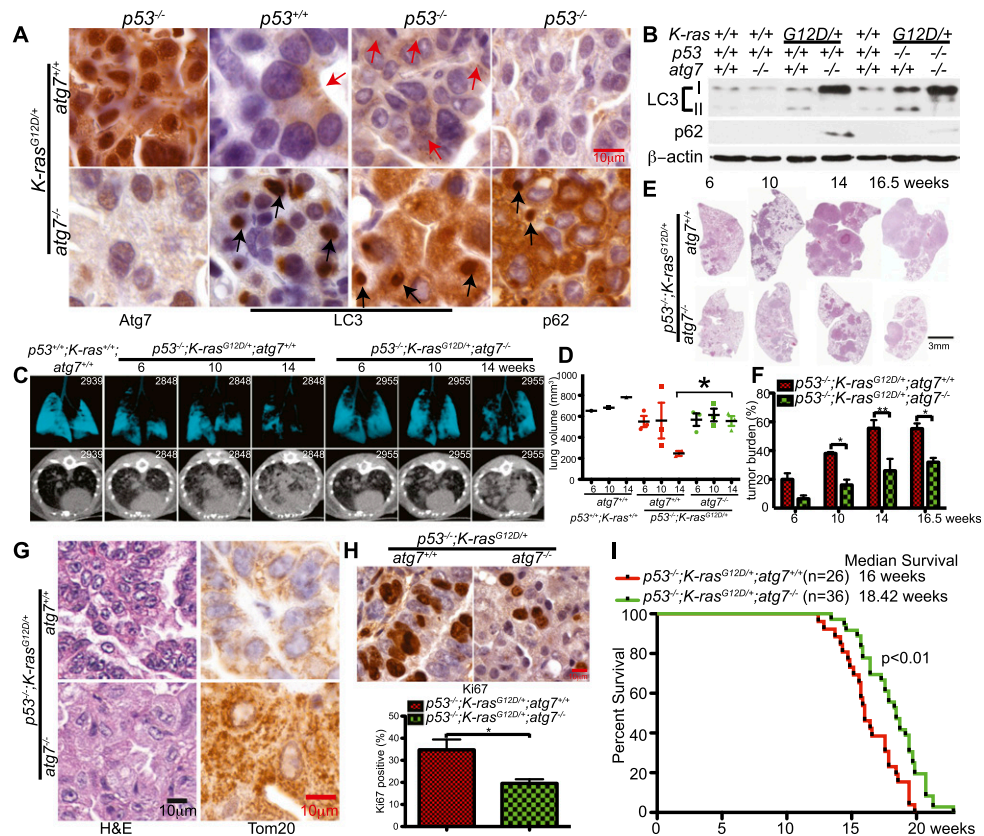 A
p53-/- p53+/+ p53-/- p53-/-
K-rasG12D/+
atg7+/+
atg7-/-
10μm
Atg7 LC3 p62
B
K-ras +/+ +/+ G12D/+ +/+ G12D/+
p53 +/+ +/+ +/+ +/+ +/+ -/- -/-
atg7 +/+ -/- +/+ -/- +/+ +/+ -/-
LC3 I
II
p62
β-actin
E
6 10 14 16.5 weeks
p53-/-;K-rasG12D/+
atg7+/+
atg7-/-
3mm
C
p53+/+;K-ras+/+;
atg7+/+
p53-/-;K-rasG12D/+;atg7+/+
p53-/-;K-rasG12D/+;atg7-/-
6 10 14 6 10 14 weeks
2939 2848 2848 2848 2955 2955 2955
2939 2848 2848 2848 2955 2955 2955
D
lung volume (mm3)
1000
800
600
400
200
0
*
6 10 14 6 10 14 6 10 14
atg7+/+ atg7+/+ atg7-/-
p53+/+;K-ras+/+ p53-/-;K-rasG12D/+
F
p53-/-;K-rasG12D/+;atg7+/+
p53-/-;K-rasG12D/+;atg7-/-
tumor burden (%)
80
60
40
20
* ** *
6 10 14 16.5 weeks
G
p53-/-;K-rasG12D/+
atg7+/+
atg7-/-
10μm 10μm
H&E Tom20
H
p53-/-;K-rasG12D/+
atg7+/+ atg7-/-
10μm
Ki67
p53-/-;K-rasG12D/+;atg7+/+
p53-/-;K-rasG12D/+;atg7-/-
Ki67 positive (%)
50
40
30
20
10
0
*
I
Median Survival
p53-/-;K-rasG12D/+;atg7+/+ (n=26) 16 weeks
p53-/-;K-rasG12D/+;atg7-/- (n=36) 18.42 weeks
p<0.01
Percent Survival
100
80
60
40
20
0
0 5 10 15 20 weeks